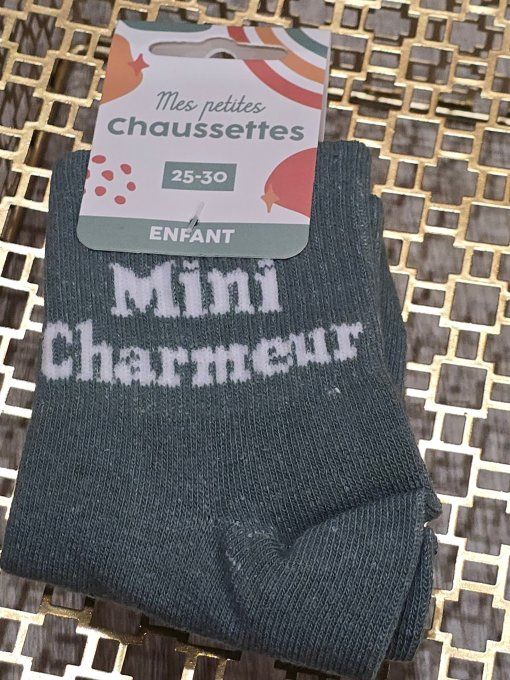 Mes petites
chaussettes
25-30
ENFANT
Mini
Charmeur